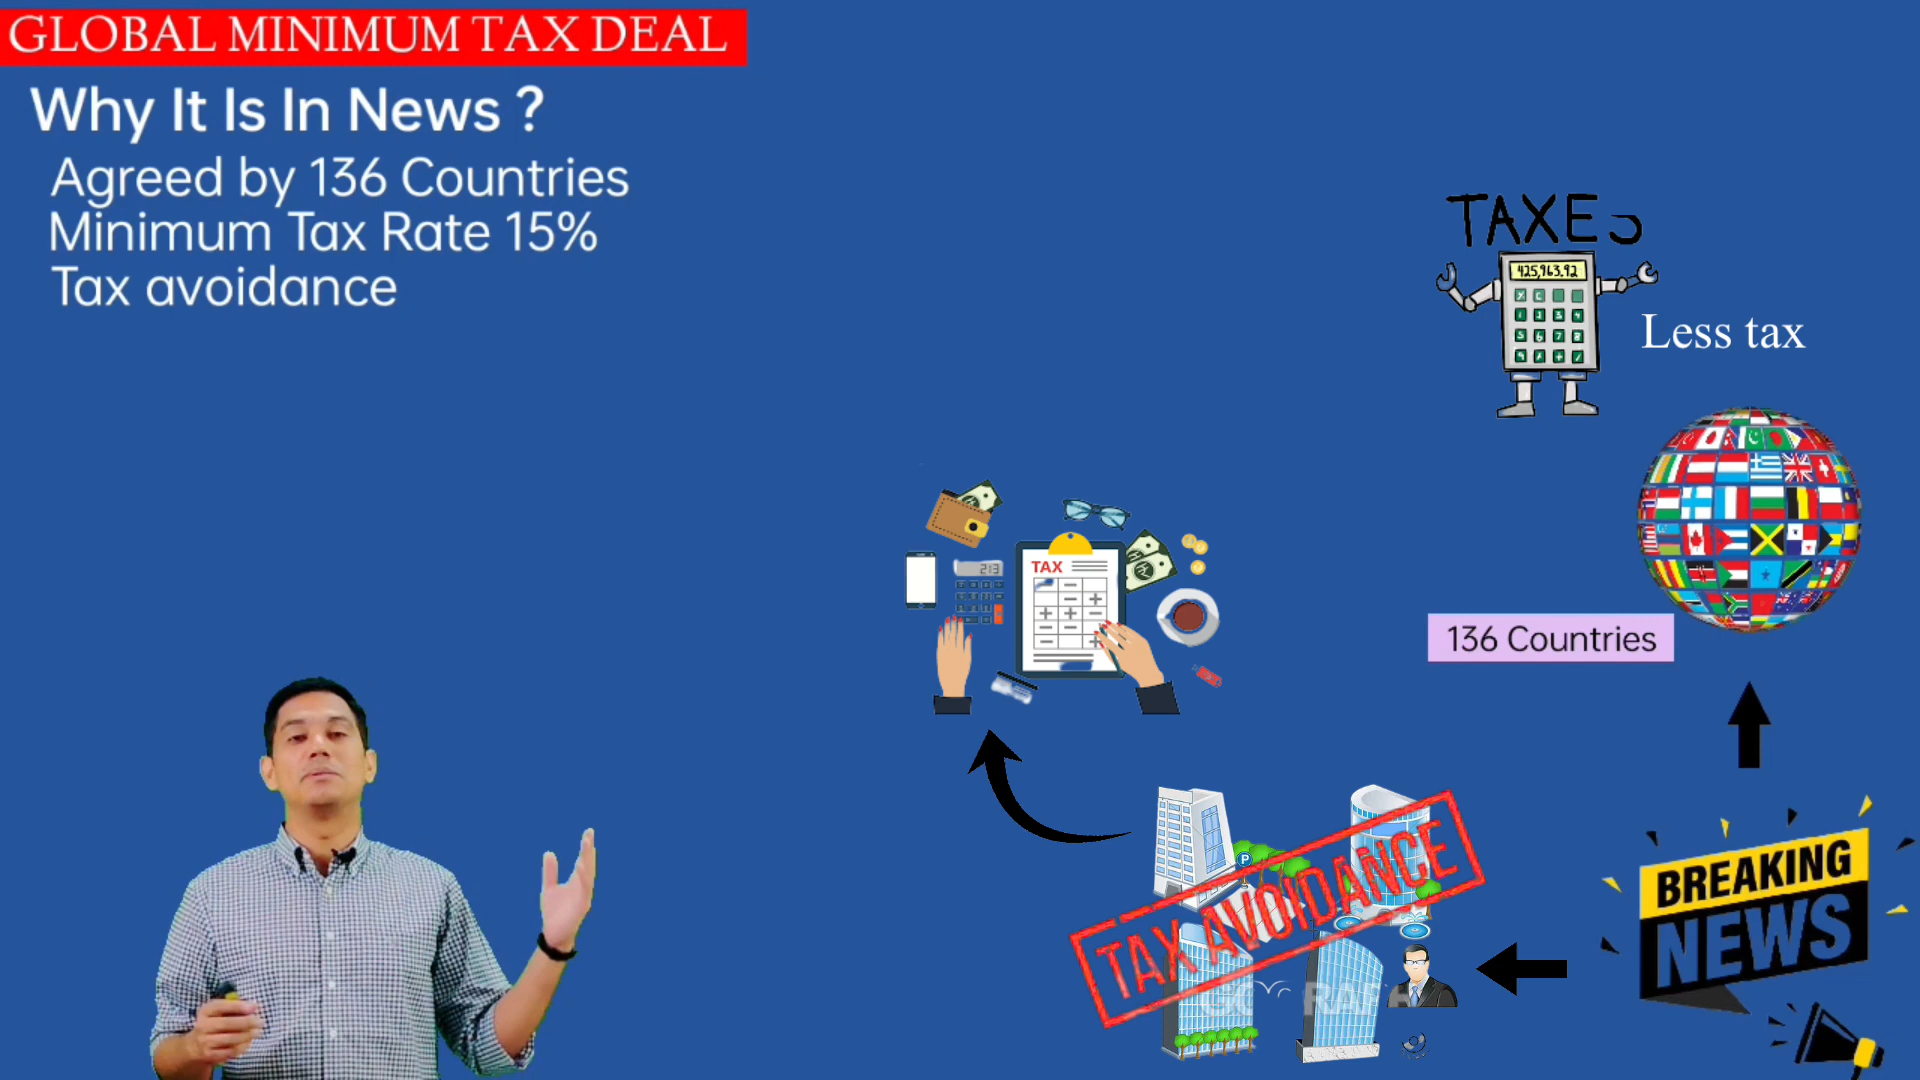 GLOBAL MINIMUM TAX DEAL
Why It Is In News ?
Agreed by 136 Countries
Minimum Tax Rate 15%
Tax avoidance
TAXES
425,963.92
Less tax
213
TAX
136 Countries
P
TAX AVOIDANCE
BREAKING
NEWS